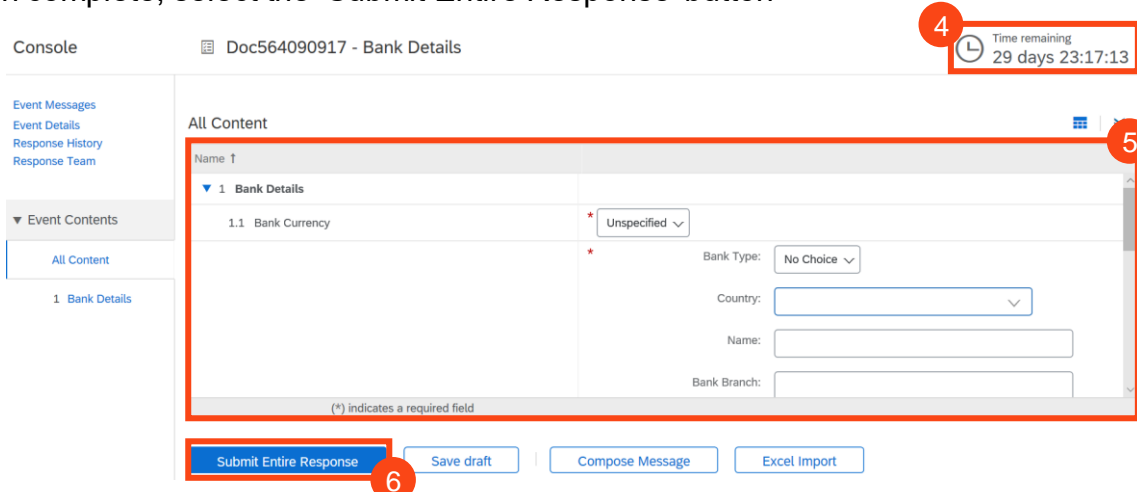 complete, select the 'Submit Entire Response' button
Console
Doc564090917 - Bank Details
4
Time remaining
29 days 23:17:13
Event Messages
Event Details
Response History
Response Team
All Content
5
Name ↑
▼ 1 Bank Details
▼ Event Contents
1.1 Bank Currency
* Unspecified
All Content
* Bank Type: No Choice
1 Bank Details
Country:
Name:
Bank Branch:
(*) indicates a required field
Submit Entire Response
Save draft
Compose Message
Excel Import
6